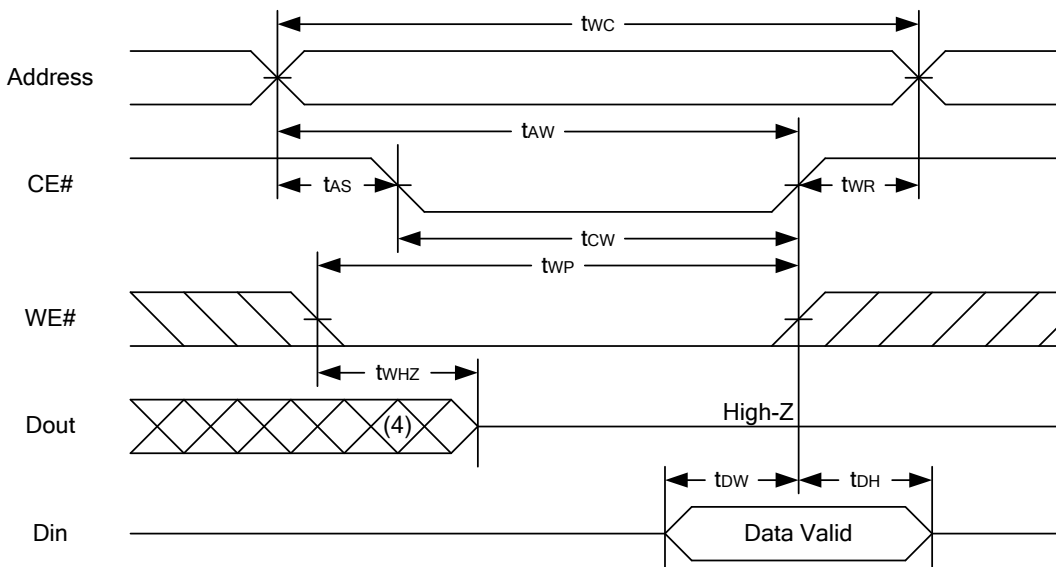 tWC
Address
tAW
CE#
tAS
tWR
tCW
tWP
WE#
tWHZ
Dout
(4)
High-Z
tDW
tDH
Din
Data Valid